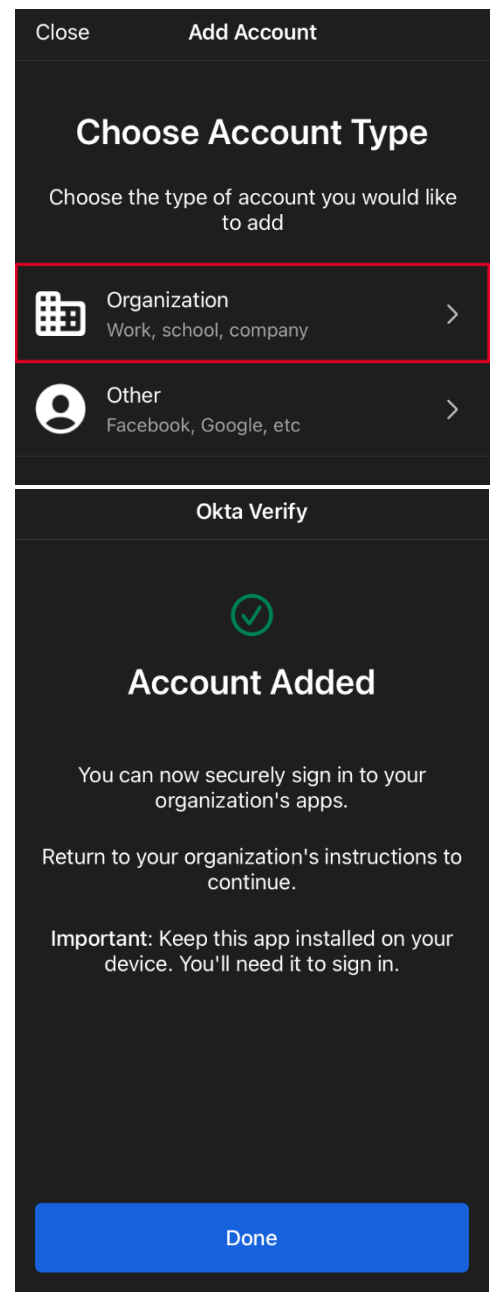 Close Add Account
Choose Account Type
Choose the type of account you would like
to add
Organization
Work, school, company
Other
Facebook, Google, etc
Okta Verify
Account Added
You can now securely sign in to your
organization's apps.
Return to your organization's instructions to
continue.
Important: Keep this app installed on your
device. You'll need it to sign in.
Done